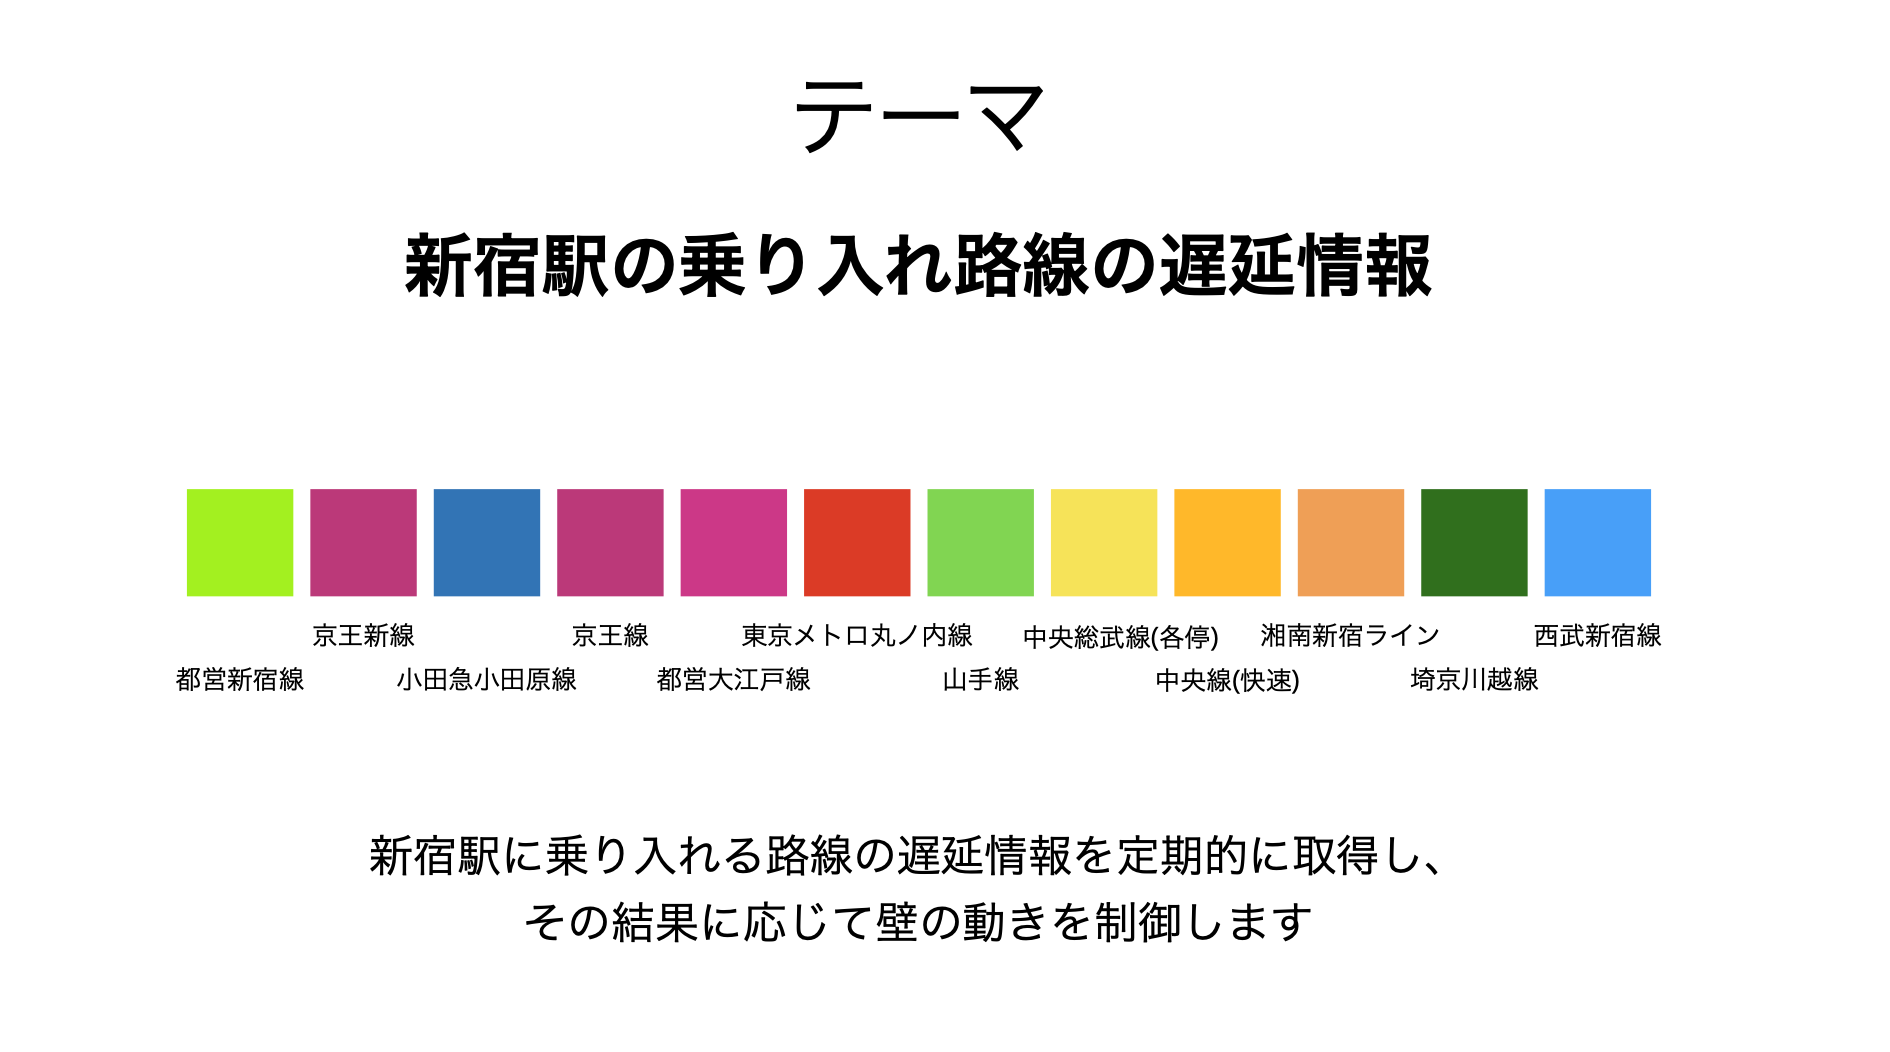 テーマ
新宿駅の乗り入れ路線の遅延情報
都営新宿線
京王新線
小田急小田原線
京王線
都営大江戸線
東京メトロ丸ノ内線
山手線
中央総武線(各停)
中央線(快速)
湘南新宿ライン
埼京川越線
西武新宿線
新宿駅に乗り入れる路線の遅延情報を定期的に取得し、
その結果に応じて壁の動きを制御します